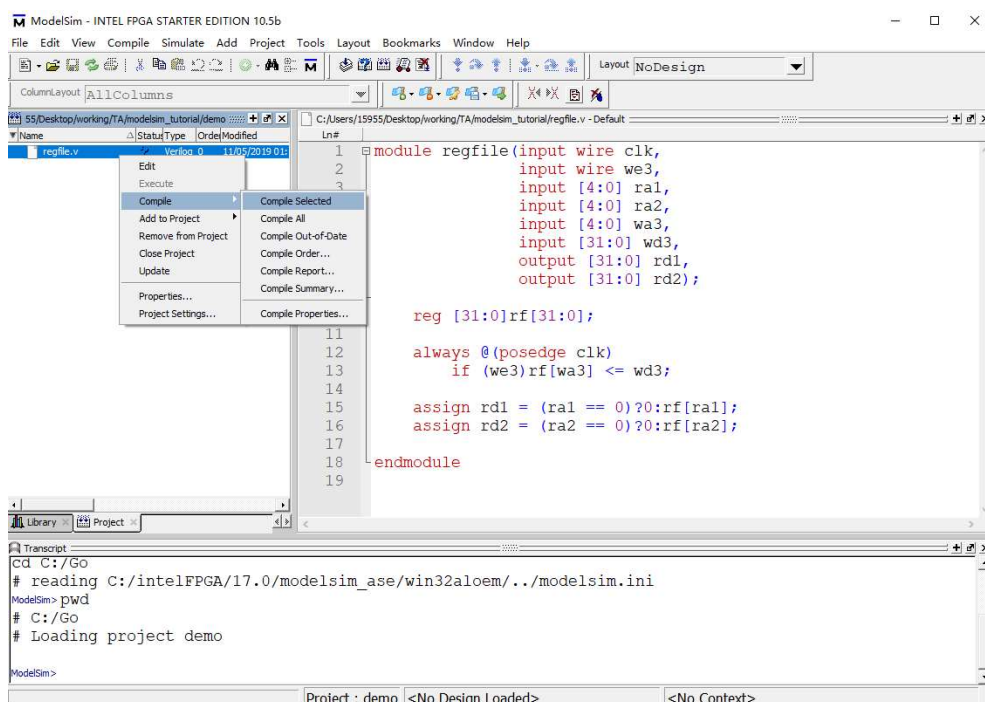 ModelSim - INTEL FPGA STARTER EDITION 10.5b
File Edit View Compile Simulate Add Project Tools Layout Bookmarks Window Help
Layout NoDesign
ColumnLayout AllColumns
55/Desktop/working/TA/modelsim_tutorial/demo
Name Status Type Order Modified
regfile.v Verilog 0 11/05/2019 01:
Edit
Execute
Compile
Add to Project
Remove from Project
Close Project
Update
Properties...
Project Settings...
Compile Selected
Compile All
Compile Out-of-Date
Compile Order...
Compile Report...
Compile Summary...
Compile Properties...
Library Project
C:/Users/15955/Desktop/working/TA/modelsim_tutorial/regfile.v - Default
Ln#
1 module regfile(input wire clk,
2 input wire we3,
3 input [4:0] ra1,
input [4:0] ra2,
input [4:0] wa3,
input [31:0] wd3,
output [31:0] rd1,
output [31:0] rd2);
reg [31:0]rf[31:0];
11
12 always @(posedge clk)
13 if (we3)rf[wa3] <= wd3;
14
15 assign rd1 = (ra1 == 0)?0:rf[ra1];
16 assign rd2 = (ra2 == 0)?0:rf[ra2];
17
18 endmodule
19
Transcript
cd C:/Go
# reading C:/intelFPGA/17.0/modelsim_ase/win32aloem/../modelsim.ini
ModelSim> pwd
# C:/Go
# Loading project demo
ModelSim>
Project : demo <No Design Loaded> <No Context>